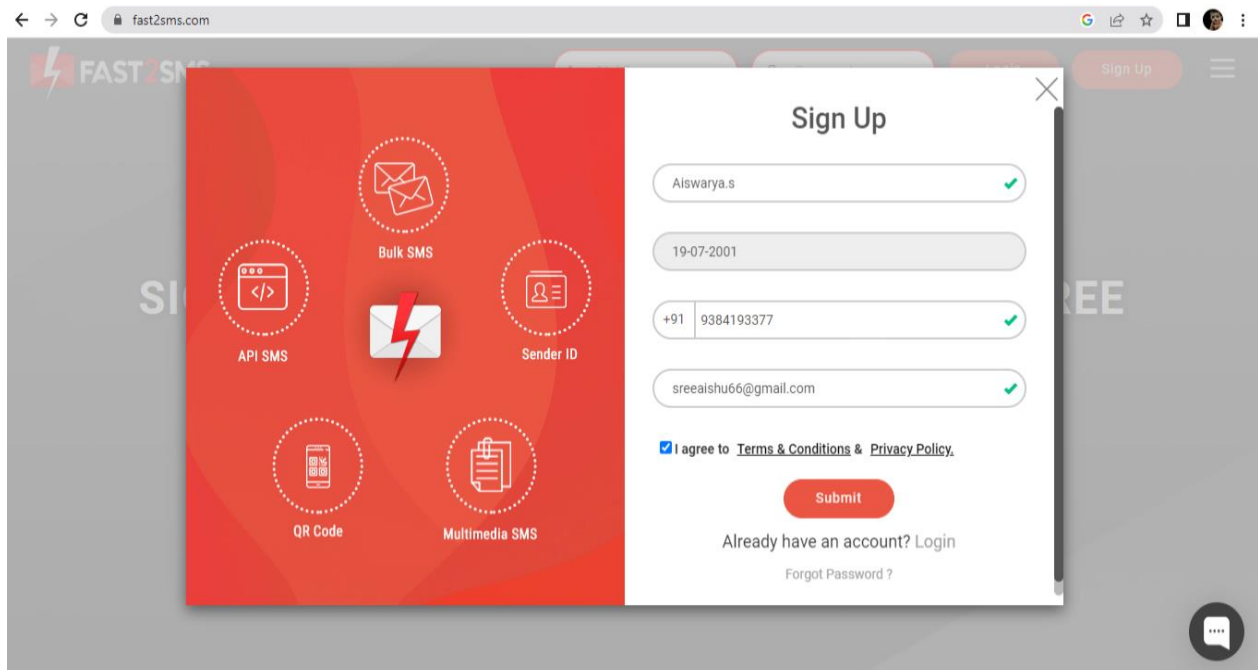 fast2sms.com
FAST2SMS
Sign Up
Sign Up
Aiswarya.s
19-07-2001
+91 9384193377
sreeaishu66@gmail.com
I agree to Terms & Conditions & Privacy Policy.
Submit
Already have an account? Login
Forgot Password ?
Bulk SMS
API SMS
Sender ID
QR Code
Multimedia SMS